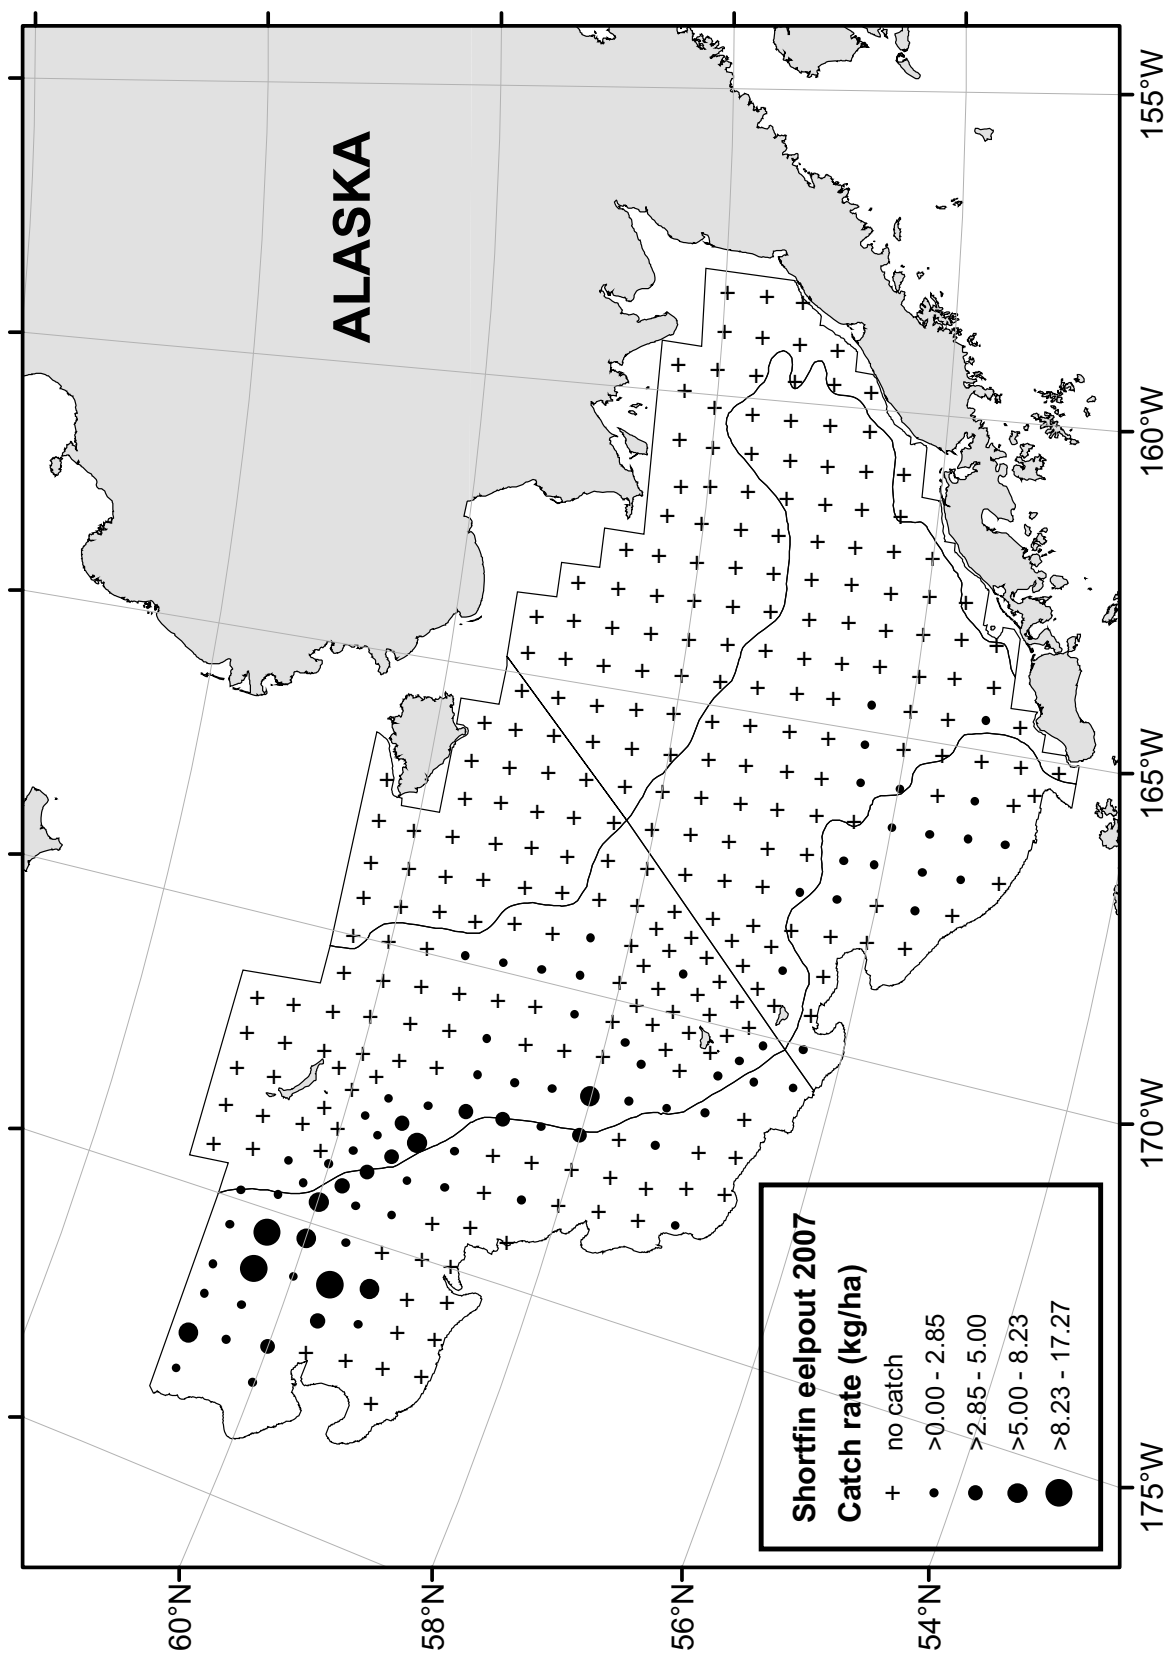 ALASKA
60°N
58°N
56°N
54°N
175°W
170°W
165°W
160°W
155°W
Shortfin eelpout 2007
Catch rate (kg/ha)
no catch
>0.00 - 2.85
>2.85 - 5.00
>5.00 - 8.23
>8.23 - 17.27